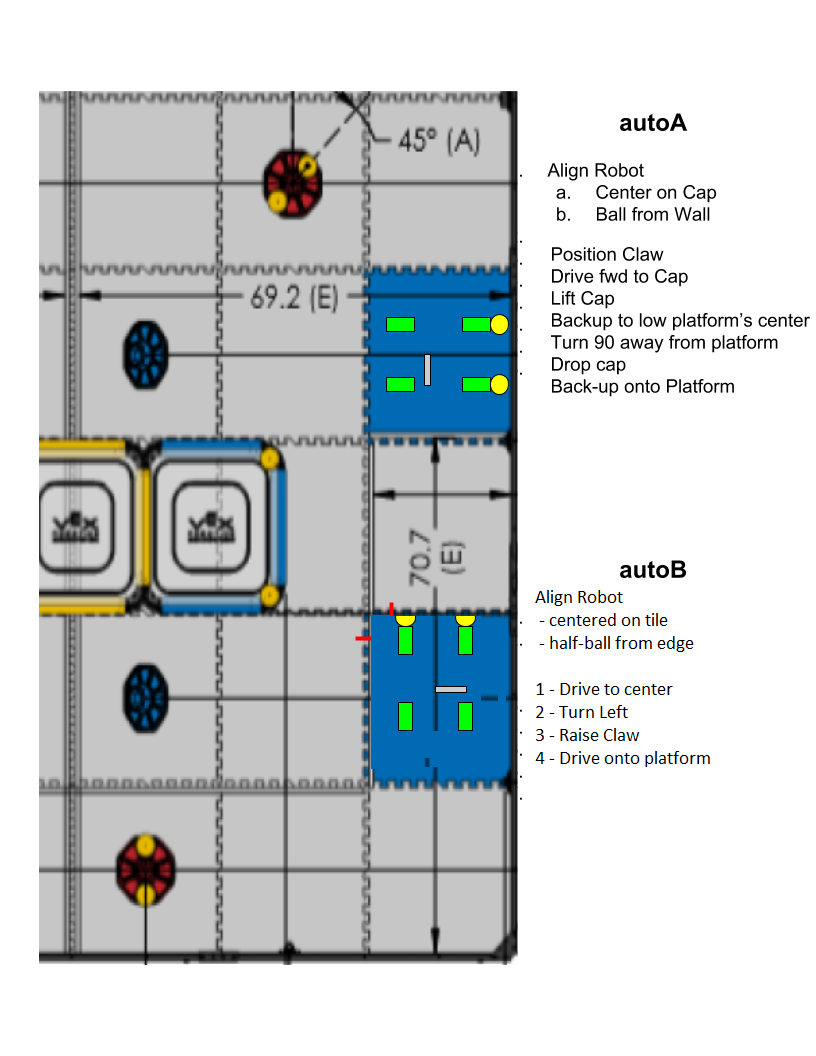 autoA
45º (A)
Align Robot
a. Center on Cap
b. Ball from Wall
Position Claw
Drive fwd to Cap
69.2 (E)
Lift Cap
Backup to low platform's center
Turn 90 away from platform
Drop cap
Back-up onto Platform
VEX
VEX
70.7
(E)
autoB
Align Robot
- centered on tile
- half-ball from edge
1 - Drive to center
2 - Turn Left
3 - Raise Claw
4 - Drive onto platform